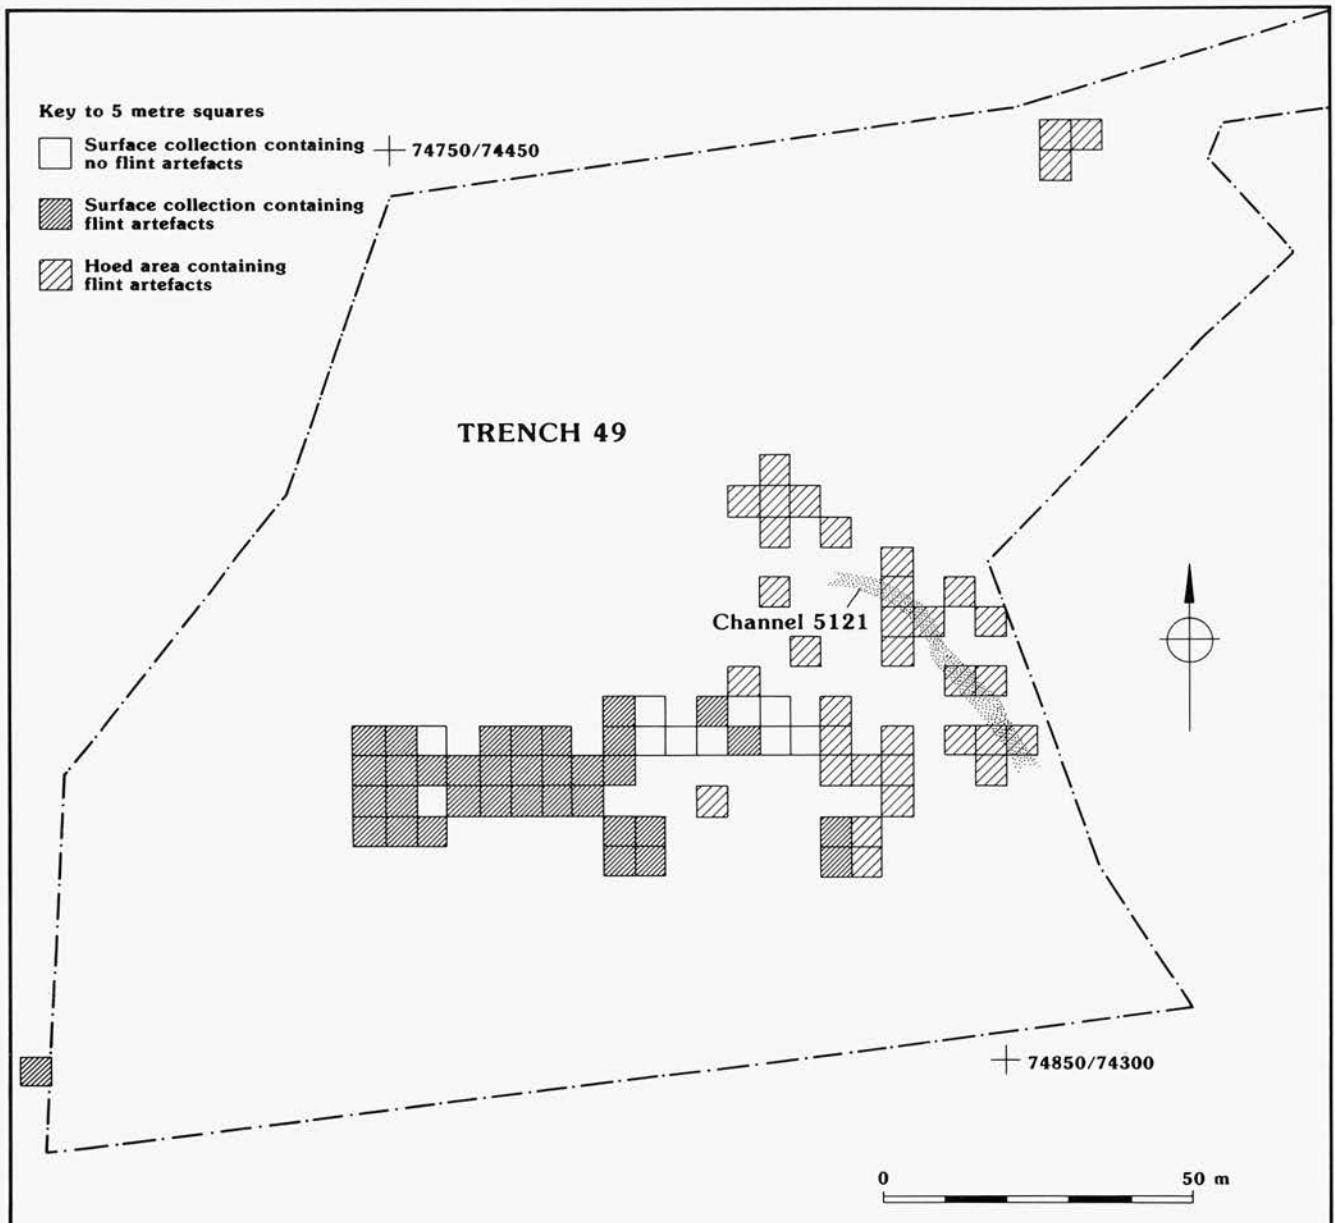 Key to 5 metre squares
Surface collection containing
no flint artefacts
Surface collection containing
flint artefacts
Hoed area containing
flint artefacts
74750/74450
TRENCH 49
Channel 5121
74850/74300
0 50 m